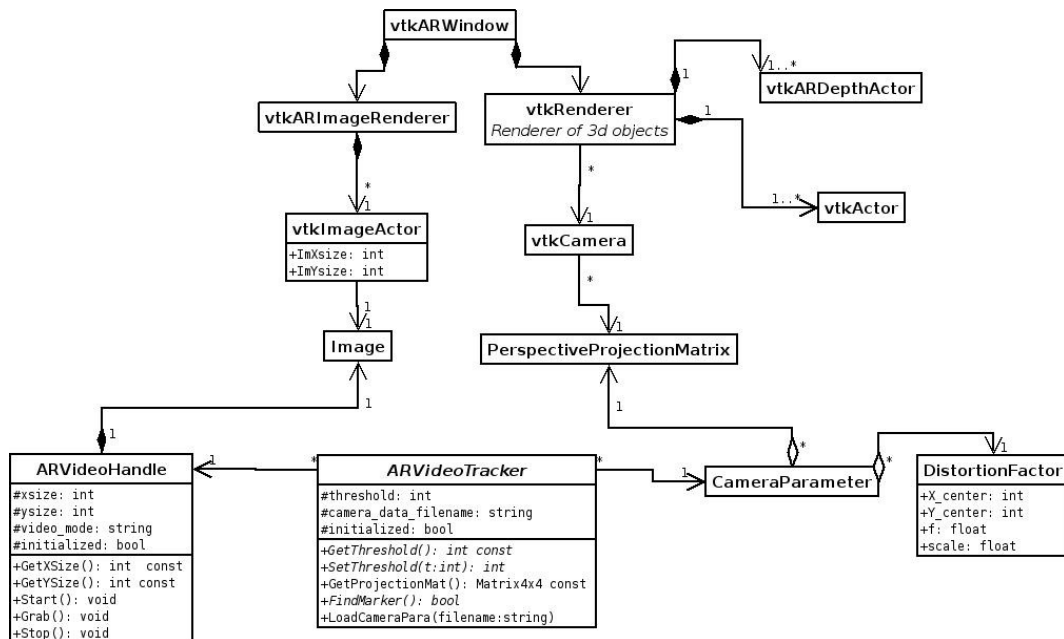 vtkARWindow
1
1..*
vtkARDepthActor
vtkARImageRenderer
vtkRenderer
Renderer of 3d objects
1
1..*
vtkActor
*
1
vtkImageActor
+ImXsize: int
+ImYsize: int
*
1
vtkCamera
1
1
Image
*
1
PerspectiveProjectionMatrix
1
1
1
*
ARVideoHandle
#xsize: int
#ysize: int
#video_mode: string
#initialized: bool
+GetXSize(): int const
+GetYSize(): int const
+Start(): void
+Grab(): void
+Stop(): void
1
*
ARVideoTracker
#threshold: int
#camera_data_filename: string
#initialized: bool
+GetThreshold(): int const
+SetThreshold(t:int): int
+GetProjectionMat(): Matrix4x4 const
+FindMarker(): bool
+LoadCameraPara(filename:string)
*
1
CameraParameter
*
1
DistortionFactor
+X_center: int
+Y_center: int
+f: float
+scale: float